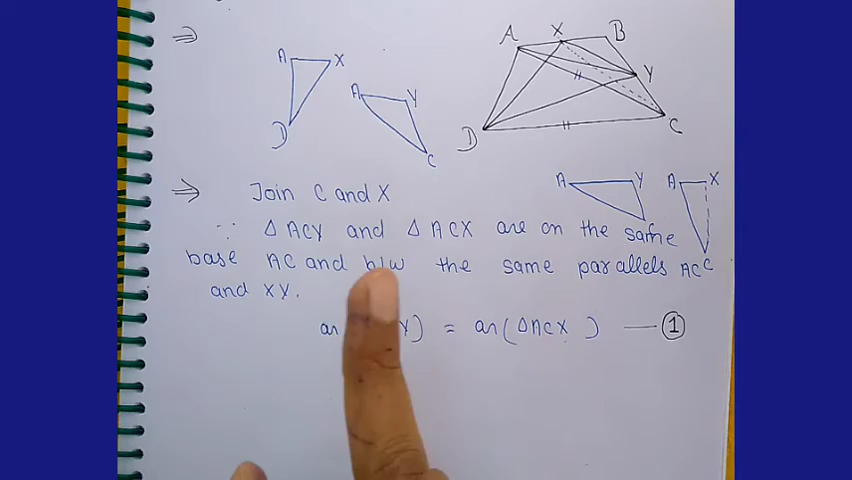 ⇒
A X
D
A Y
C
A X B
Y
D C
⇒ Join C and X
A Y
A X
C
∵ △ ACY and △ ACX are on the same
base AC and b/w the same parallels AC
and XY.
ar Y) = ar(△ACX) — ①